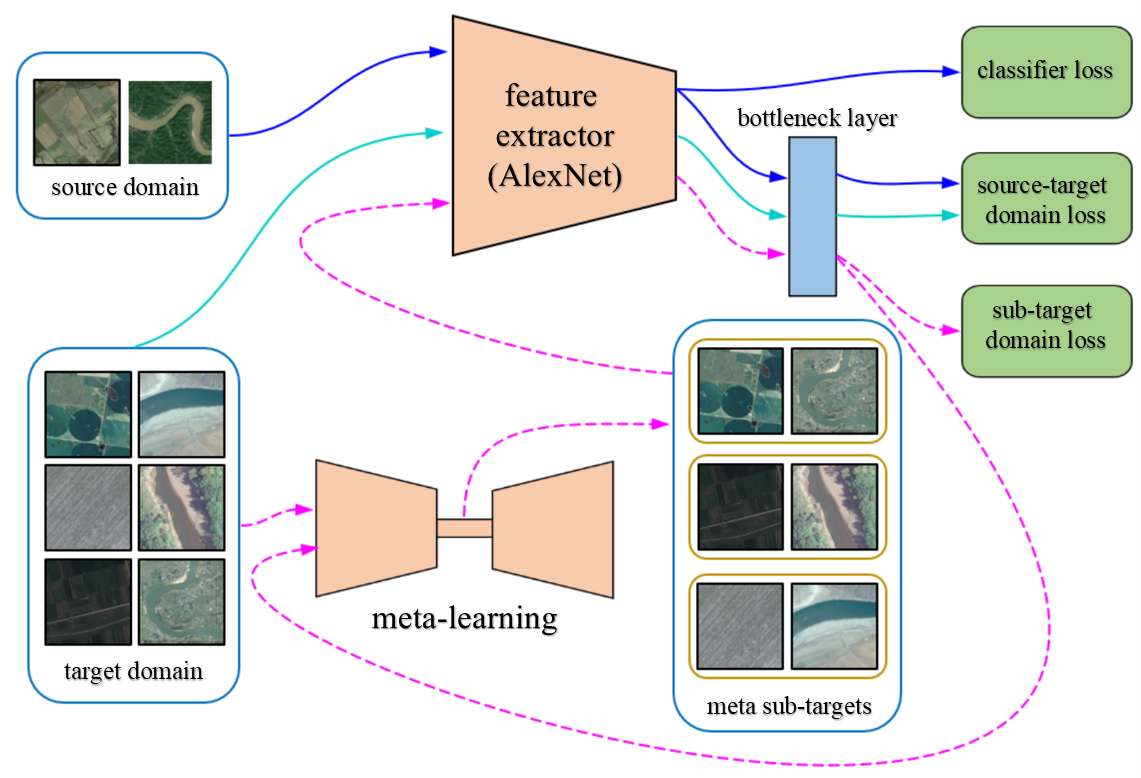 source domain
feature
extractor
(AlexNet)
bottleneck layer
classifier loss
source-target
domain loss
sub-target
domain loss
target domain
meta-learning
meta sub-targets